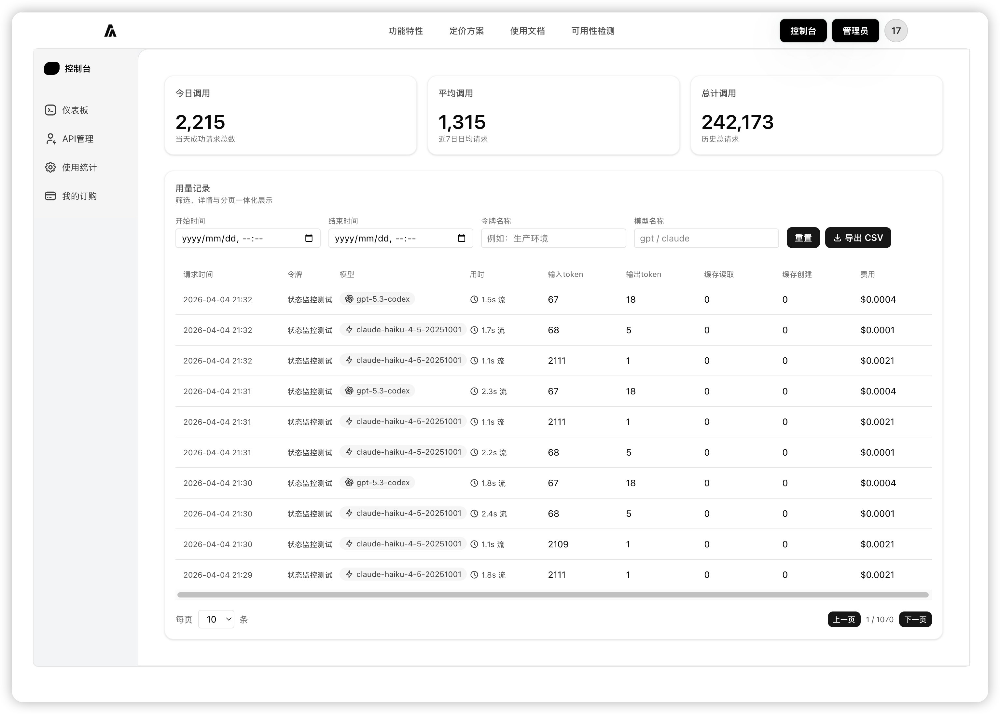 功能特性 定价方案 使用文档 可用性检测 控制台 管理员 17
控制台
仪表板
API管理
使用统计
我的订购
今日调用
2,215
当天成功请求总数
平均调用
1,315
近7日日均请求
总计调用
242,173
历史总请求
用量记录
筛选、详情与分页一体化展示
开始时间 结束时间 令牌名称 模型名称
yyyy/mm/dd, --:-- yyyy/mm/dd, --:-- 例如：生产环境 gpt / claude 重置 导出 CSV
请求时间 令牌 模型 用时 输入token 输出token 缓存读取 缓存创建 费用
2026-04-04 21:32 状态监控测试 gpt-5.3-codex 1.5s 流 67 18 0 0 $0.0004
2026-04-04 21:32 状态监控测试 claude-haiku-4-5-20251001 1.7s 流 68 5 0 0 $0.0001
2026-04-04 21:32 状态监控测试 claude-haiku-4-5-20251001 1.1s 流 2111 1 0 0 $0.0021
2026-04-04 21:31 状态监控测试 gpt-5.3-codex 2.3s 流 67 18 0 0 $0.0004
2026-04-04 21:31 状态监控测试 claude-haiku-4-5-20251001 1.1s 流 2111 1 0 0 $0.0021
2026-04-04 21:31 状态监控测试 claude-haiku-4-5-20251001 2.2s 流 68 5 0 0 $0.0001
2026-04-04 21:30 状态监控测试 gpt-5.3-codex 1.8s 流 67 18 0 0 $0.0004
2026-04-04 21:30 状态监控测试 claude-haiku-4-5-20251001 2.4s 流 68 5 0 0 $0.0001
2026-04-04 21:30 状态监控测试 claude-haiku-4-5-20251001 1.1s 流 2109 1 0 0 $0.0021
2026-04-04 21:29 状态监控测试 claude-haiku-4-5-20251001 1.8s 流 2111 1 0 0 $0.0021
每页 10 条 上一页 1 / 1070 下一页